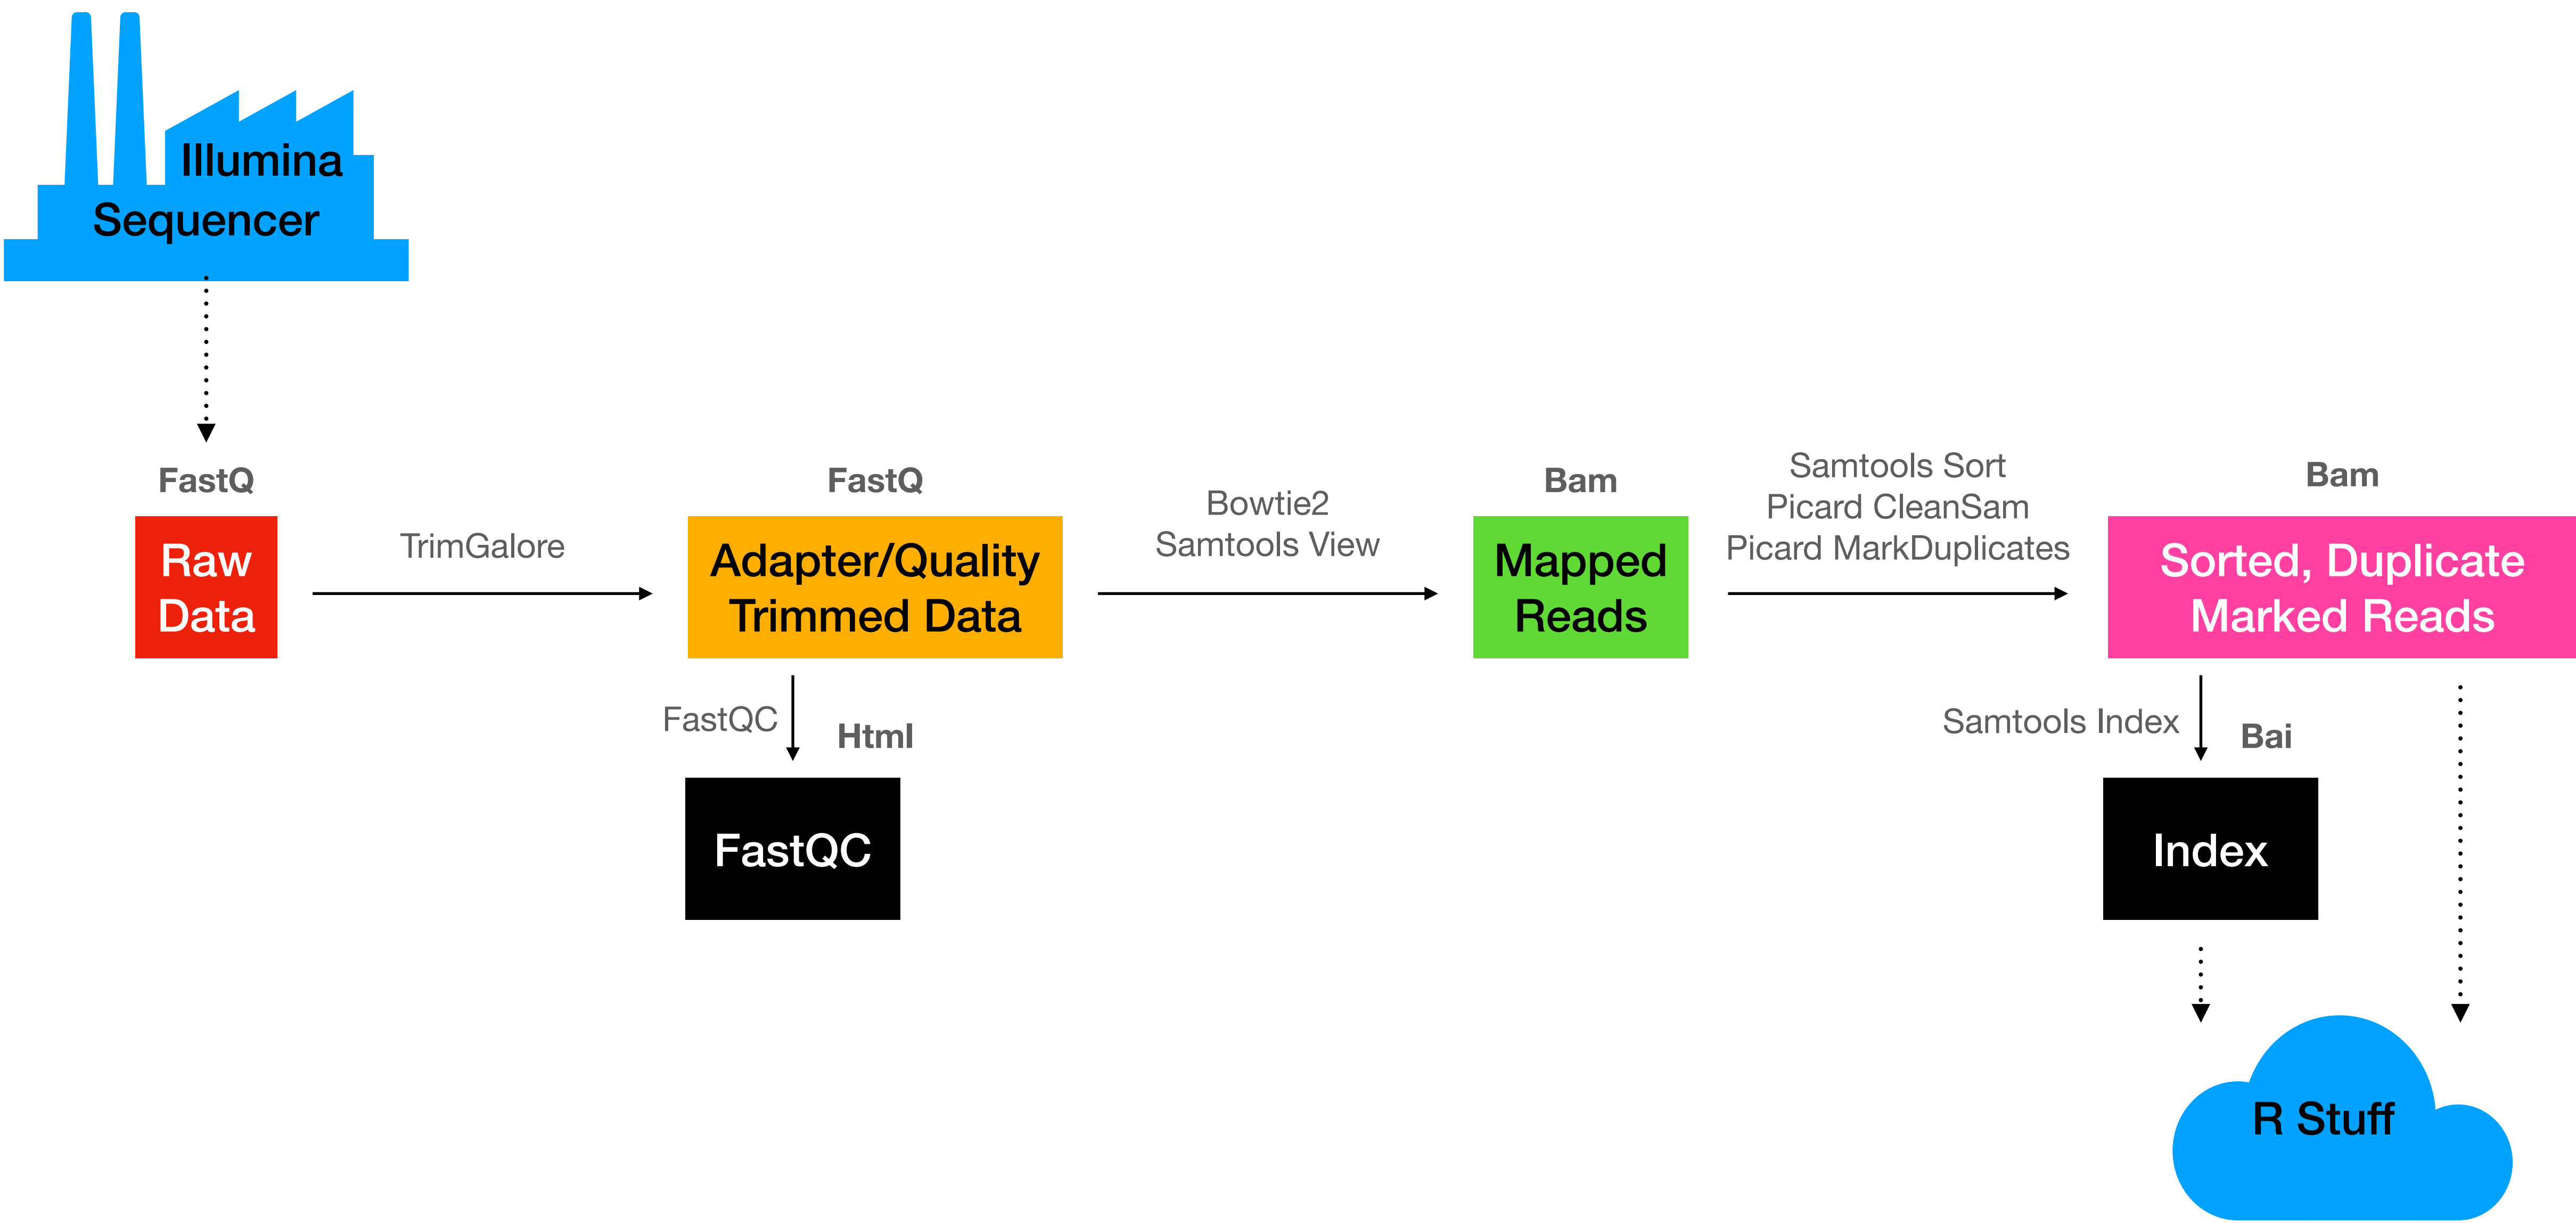 Illumina
Sequencer
FastQ
Raw
Data
TrimGalore
FastQ
Adapter/Quality
Trimmed Data
FastQC
Html
FastQC
Bowtie2
Samtools View
Bam
Mapped
Reads
Samtools Sort
Picard CleanSam
Picard MarkDuplicates
Bam
Sorted, Duplicate
Marked Reads
Samtools Index
Bai
Index
R Stuff